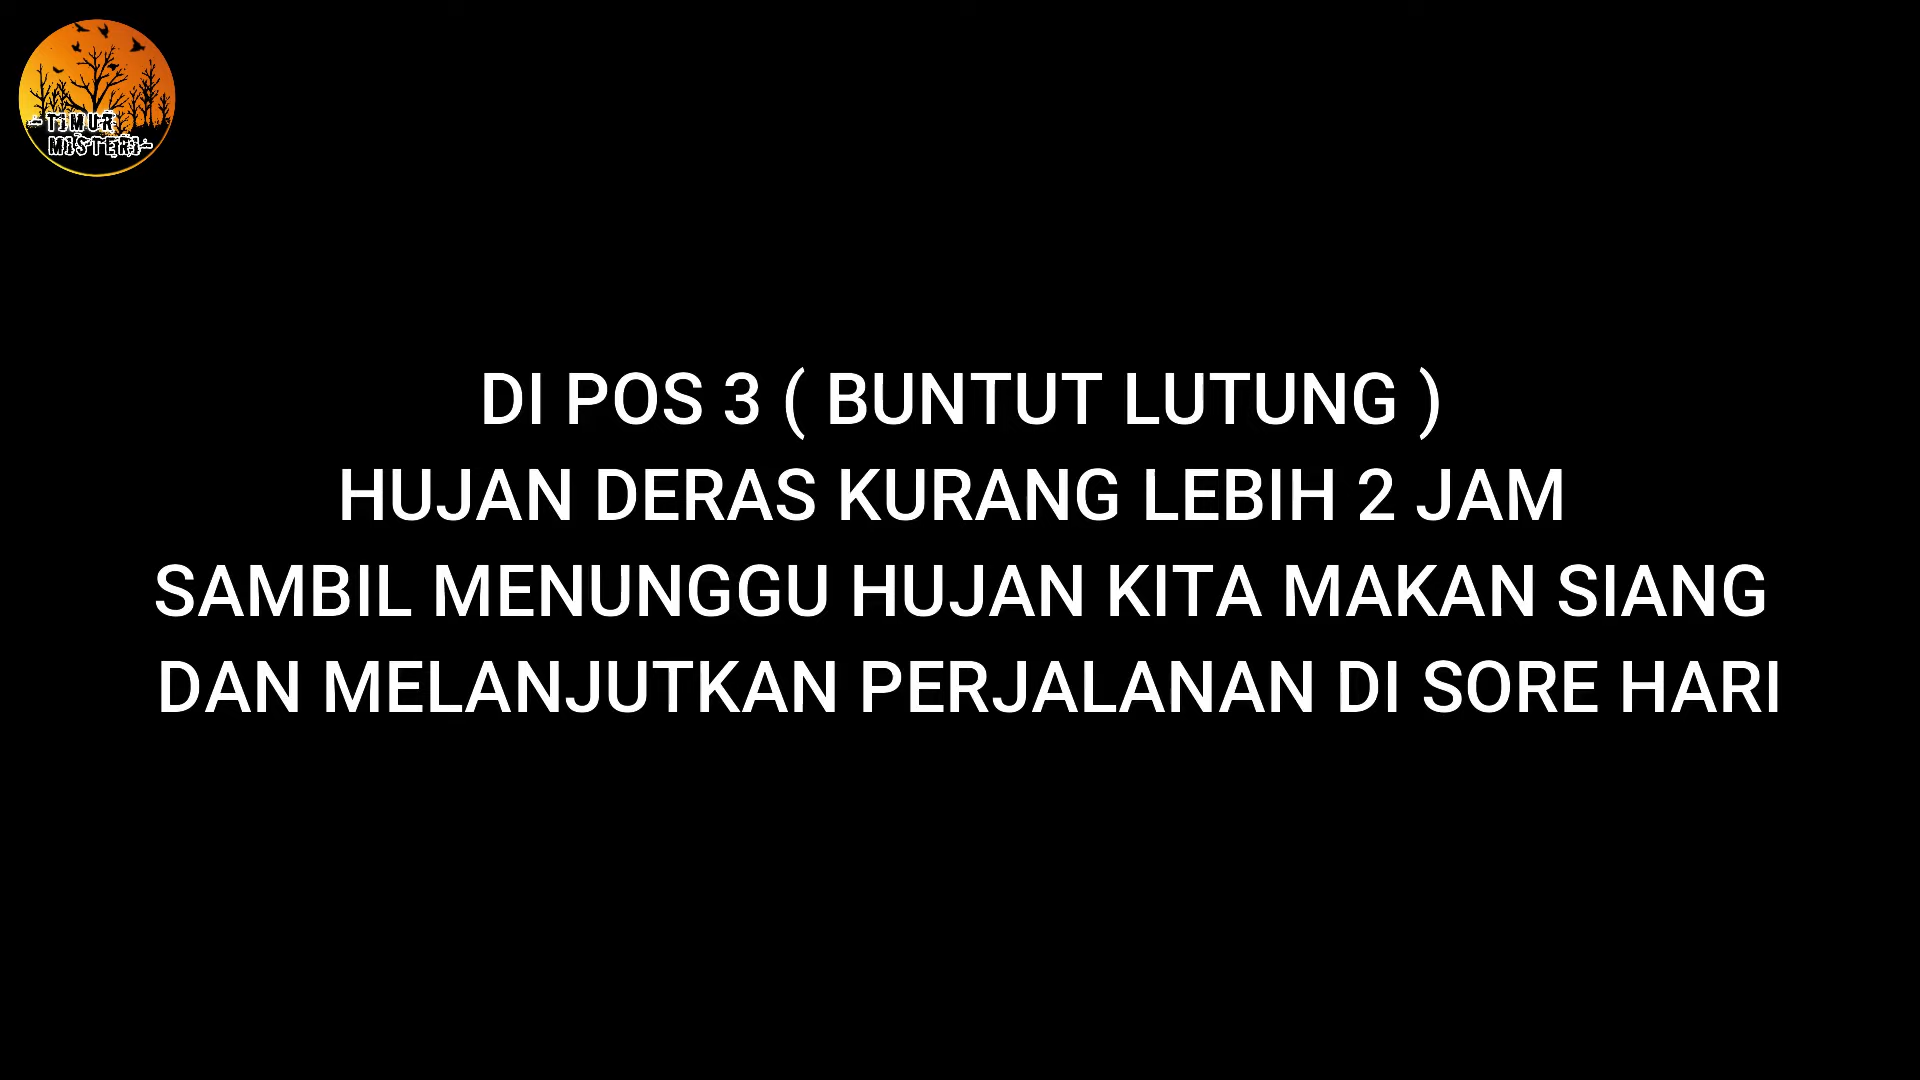 -TIMUR
MISTERI-
DI POS 3 ( BUNTUT LUTUNG )
HUJAN DERAS KURANG LEBIH 2 JAM
SAMBIL MENUNGGU HUJAN KITA MAKAN SIANG
DAN MELANJUTKAN PERJALANAN DI SORE HARI